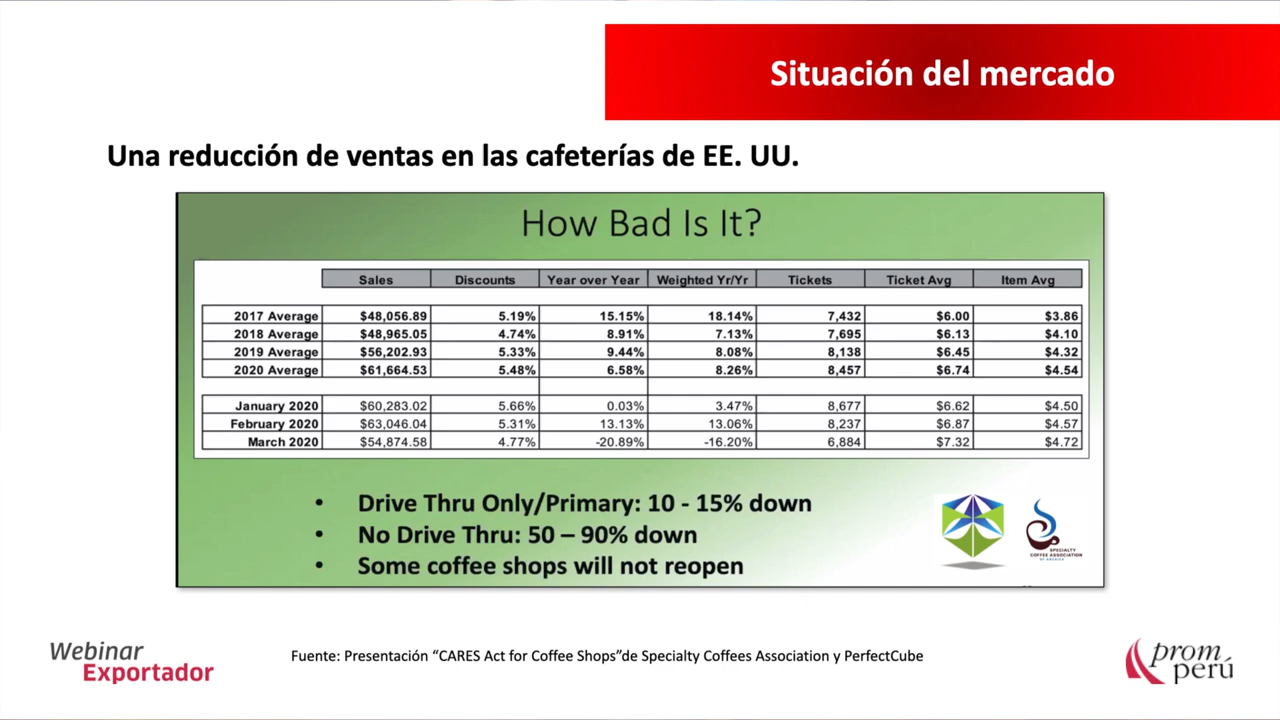 Situación del mercado
Una reducción de ventas en las cafeterías de EE. UU.
How Bad Is It?
Sales Discounts Year over Year Weighted Yr/Yr Tickets Ticket Avg Item Avg
2017 Average $48,056.89 5.19% 15.15% 18.14% 7,432 $6.00 $3.86
2018 Average $48,965.05 4.74% 8.91% 7.13% 7,695 $6.13 $4.10
2019 Average $56,202.93 5.33% 9.44% 8.08% 8,138 $6.45 $4.32
2020 Average $61,664.53 5.48% 6.58% 8.26% 8,457 $6.74 $4.54
January 2020 $60,283.02 5.66% 0.03% 3.47% 8,677 $6.62 $4.50
February 2020 $63,046.04 5.31% 13.13% 13.06% 8,237 $6.87 $4.57
March 2020 $54,874.58 4.77% -20.89% -16.20% 6,884 $7.32 $4.72
• Drive Thru Only/Primary: 10 - 15% down
• No Drive Thru: 50 – 90% down
• Some coffee shops will not reopen
SPECIALTY
COFFEE ASSOCIATION
OF AMERICA
Webinar
Exportador
Fuente: Presentación “CARES Act for Coffee Shops”de Specialty Coffees Association y PerfectCube
prom
perú